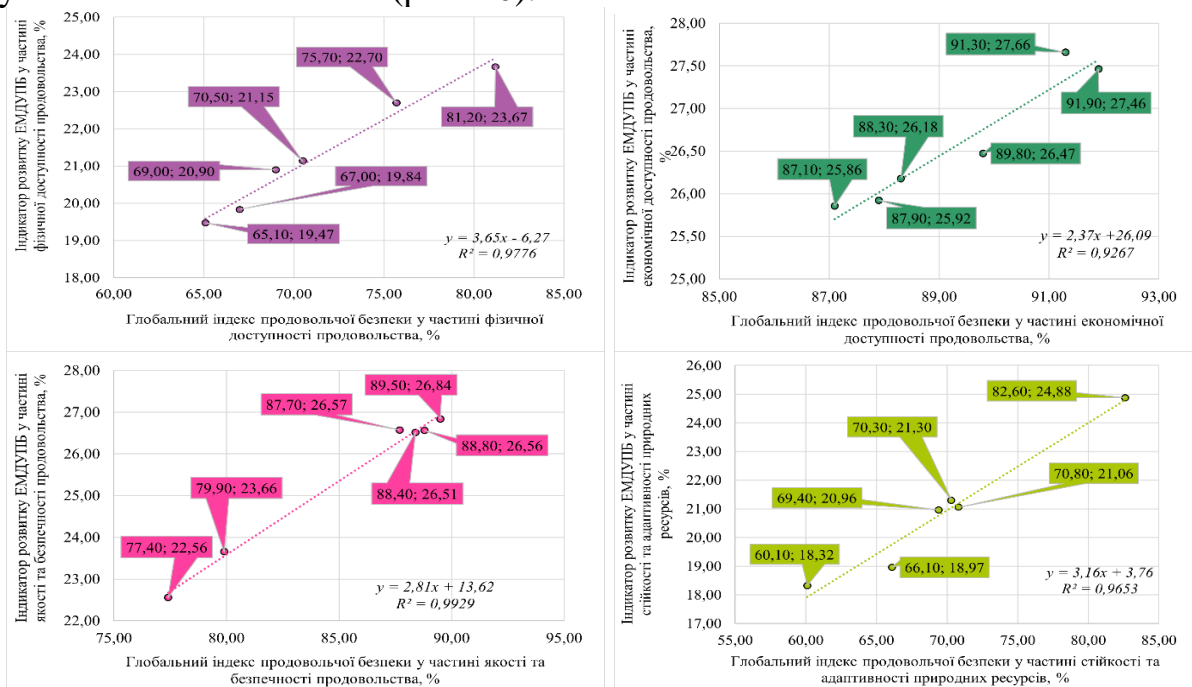 Індикатор розвитку ЕМДУПБ у частині
фізичної доступності продовольства, %
25,00
24,00
23,00
22,00
21,00
20,00
19,00
18,00
75,70; 22,70
70,50; 21,15
81,20; 23,67
69,00; 20,90
67,00; 19,84
65,10; 19,47
y = 3,65x - 6,27
R² = 0,9776
60,00 65,00 70,00 75,00 80,00 85,00
Глобальний індекс продовольчої безпеки у частині фізичної
доступності продовольства, %
Індикатор розвитку ЕМДУПБ у частині
економічної доступності продовольства,
%
28,00
27,50
27,00
26,50
26,00
25,50
25,00
91,30; 27,66
91,90; 27,46
88,30; 26,18
89,80; 26,47
87,10; 25,86
87,90; 25,92
y = 2,37x +26,09
R² = 0,9267
85,00 87,00 89,00 91,00 93,00
Глобальний індекс продовольчої безпеки у частині економічної
доступності продовольства, %
Індикатор розвитку ЕМДУПБ у частині
якості та безпечності продовольства, %
28,00
27,00
26,00
25,00
24,00
23,00
22,00
89,50; 26,84
87,70; 26,57
88,80; 26,56
88,40; 26,51
79,90; 23,66
77,40; 22,56
y = 2,81x + 13,62
R² = 0,9929
75,00 80,00 85,00 90,00 95,00
Глобальний індекс продовольчої безпеки у частині якості та
безпечності продовольства, %
Індикатор розвитку ЕМДУПБ у частині
стійкості та адаптивності природних
ресурсів, %
26,00
25,00
24,00
23,00
22,00
21,00
20,00
19,00
18,00
17,00
82,60; 24,88
70,30; 21,30
70,80; 21,06
69,40; 20,96
60,10; 18,32
66,10; 18,97
y = 3,16x + 3,76
R² = 0,9653
55,00 60,00 65,00 70,00 75,00 80,00 85,00
Глобальний індекс продовольчої безпеки у частині стійкості та
адаптивності природних ресурсів, %